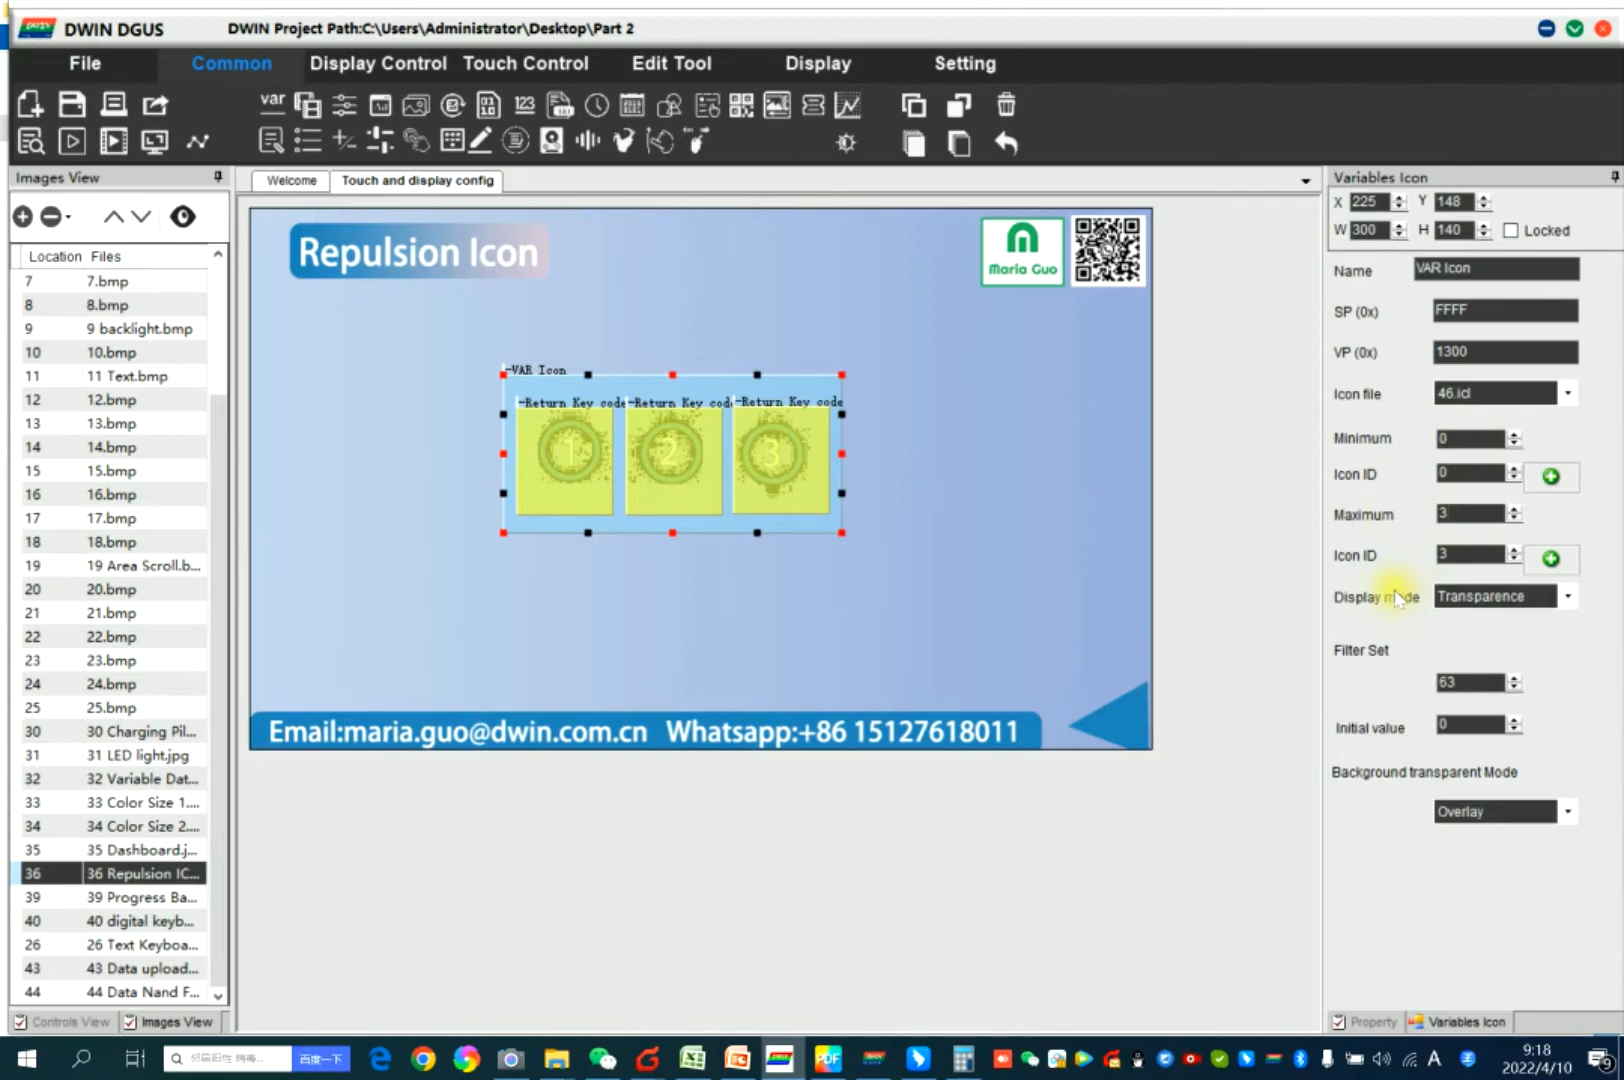 DWIN DGUS
DWIN Project Path:C:\Users\Administrator\Desktop\Part 2
File Common Display Control Touch Control Edit Tool Display Setting
var
123
Images View
Welcome Touch and display config
Location Files
7 7.bmp
8 8.bmp
9 9 backlight.bmp
10 10.bmp
11 11 Text.bmp
12 12.bmp
13 13.bmp
14 14.bmp
15 15.bmp
16 16.bmp
17 17.bmp
18 18.bmp
19 19 Area Scroll.b...
20 20.bmp
21 21.bmp
22 22.bmp
23 23.bmp
24 24.bmp
25 25.bmp
30 30 Charging Pil...
31 31 LED light.jpg
32 32 Variable Dat...
33 33 Color Size 1....
34 34 Color Size 2....
35 35 Dashboard.j...
36 36 Repulsion IC...
39 39 Progress Ba...
40 40 digital keyb...
26 26 Text Keyboa...
43 43 Data upload...
44 44 Data Nand F...
Controls View Images View
Repulsion Icon
Maria Guo
VAR Icon
Return Key code Return Key code Return Key code
1 2 3
Email:maria.guo@dwin.com.cn Whatsapp:+86 15127618011
Variables Icon
X 225 Y 148
W 300 H 140 Locked
Name VAR Icon
SP (0x) FFFF
VP (0x) 1300
Icon file 46.icl
Minimum 0
Icon ID 0
Maximum 3
Icon ID 3
Display mode Transparence
Filter Set
63
Initial value 0
Background transparent Mode
Overlay
Property Variables Icon
百度一下
PDF
A
9:18
2022/4/10
9